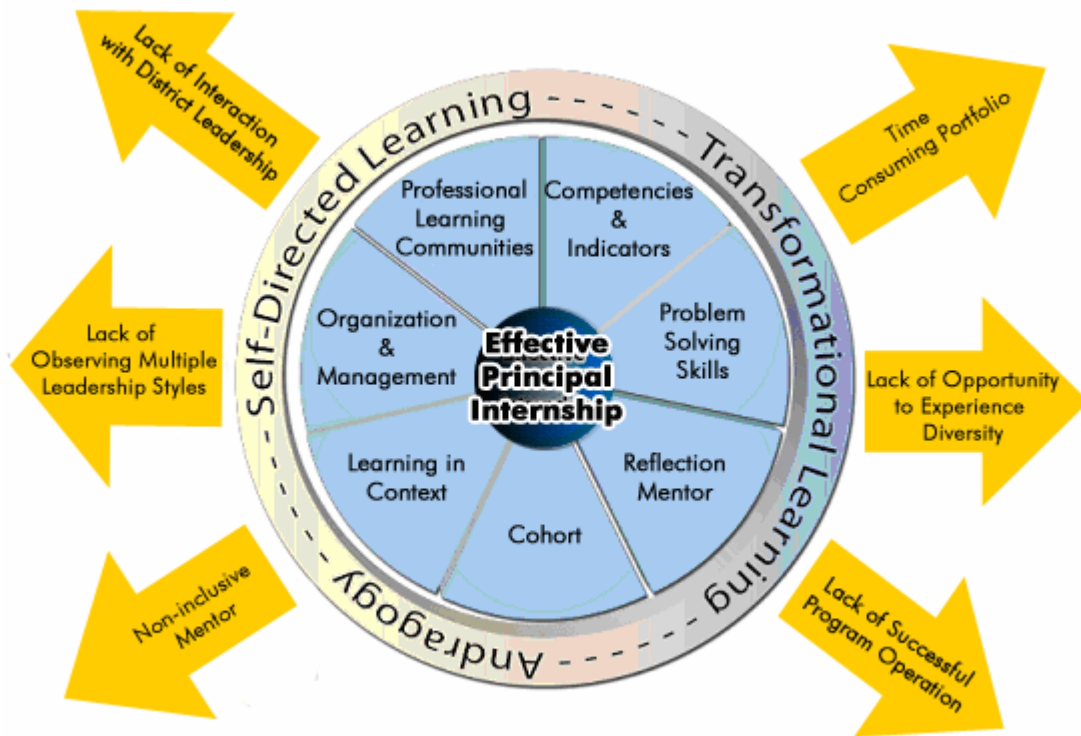 Lack of Interaction
with District Leadership
Time
Consuming Portfolio
Self-Directed Learning
Transformational Learning
Andragogy
Professional
Learning
Communities
Competencies
&
Indicators
Organization
&
Management
Problem
Solving
Skills
Effective
Principal
Internship
Learning in
Context
Reflection
Mentor
Cohort
Lack of
Observing Multiple
Leadership Styles
Lack of Opportunity
to Experience
Diversity
Non-inclusive
Mentor
Lack of Successful
Program Operation